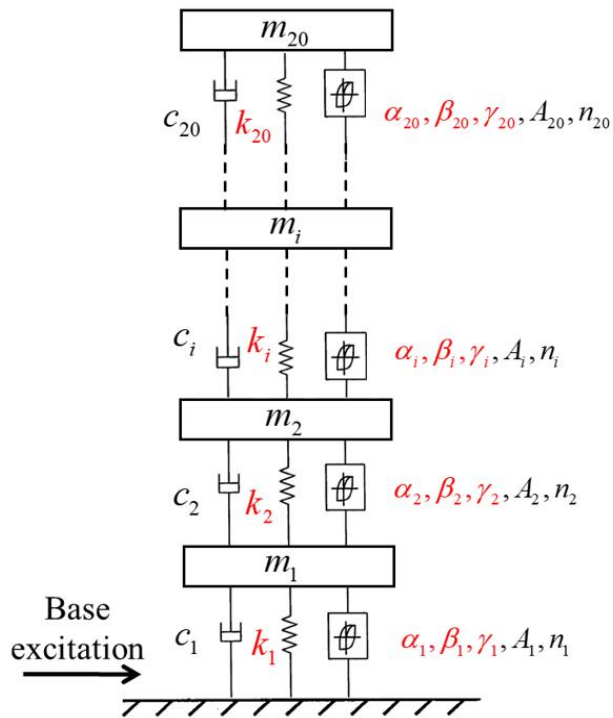 m₂₀
c₂₀ k₂₀ α₂₀, β₂₀, γ₂₀, A₂₀, n₂₀
mᵢ
cᵢ kᵢ αᵢ, βᵢ, γᵢ, Aᵢ, nᵢ
m₂
c₂ k₂ α₂, β₂, γ₂, A₂, n₂
m₁
c₁ k₁ α₁, β₁, γ₁, A₁, n₁
Base
excitation